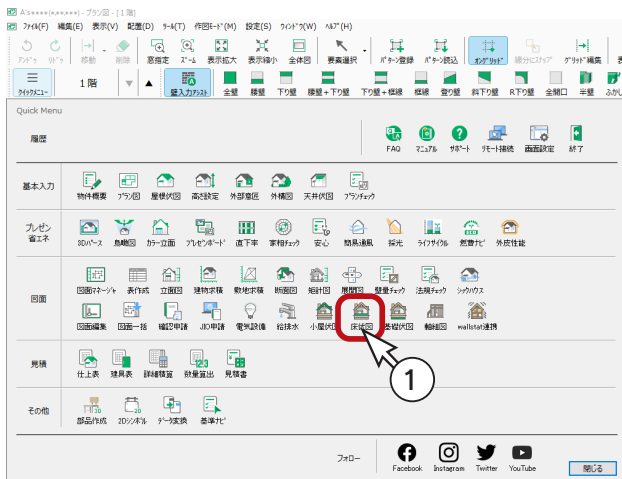 A's****(*,**,***) - プラン図 - [1 階]
ﾌｧｲﾙ(F) 編集(E) 表示(V) 配置(D) ﾂｰﾙ(T) 作図ﾓｰﾄﾞ(M) 設定(S) ｳｨﾝﾄﾞｳ(W) ﾍﾙﾌﾟ(H)
ｱﾝﾄﾞｩ ﾘﾄﾞｩ 移動 削除 窓指定 ｽﾞｰﾑ 表示拡大 表示縮小 全体図 要素選択 ﾊﾟﾀｰﾝ登録 ﾊﾟﾀｰﾝ読込 ｵﾝｸﾞﾘｯﾄﾞ 線分にｽﾅｯﾌﾟ ｸﾞﾘｯﾄﾞ編集
ｸｲｯｸﾒﾆｭｰ 1 階 壁入力ｱｼｽﾄ 全壁 腰壁 下り壁 腰壁+下り壁 下り壁+框線 框線 登り壁 斜下り壁 R下り壁 全開口 半壁 ふかし
Quick Menu
履歴 FAQ ﾏﾆｭｱﾙ ｻﾎﾟｰﾄ ﾘﾓｰﾄ接続 画面設定 終了
基本入力 物件概要 ﾌﾟﾗﾝ図 屋根伏図 高さ設定 外部意匠 外構図 天井伏図 ﾌﾟﾗﾝﾁｪｯｸ
プレゼン
省エネ
3Dﾊﾟｰｽ 鳥瞰図 ｶﾗｰ立面 ﾌﾟﾚｾﾞﾝﾎﾞｰﾄﾞ 直下率 家相ﾁｪｯｸ 安心 簡易通風 採光 ﾗｲﾌｻｲｸﾙ 燃費ﾅﾋﾞ 外皮性能
図面
図面ﾏﾈｰｼﾞｬ 表作成 立面図 建物求積 敷地求積 断面図 矩計図 展開図 壁量ﾁｪｯｸ 法規ﾁｪｯｸ ｼｯｸﾊｳｽ
図面編集 図面一括 確認申請 JIO申請 電気設備 給排水 小屋伏図 床伏図 基礎伏図 軸組図 wallstat連携
見積 仕上表 建具表 詳細積算 数量算出 見積書
1
その他 部品作成 2Dｼﾝﾎﾞﾙ ﾃﾞｰﾀ変換 基準ﾅﾋﾞ
フォロー Facebook Instagram Twitter YouTube 閉じる